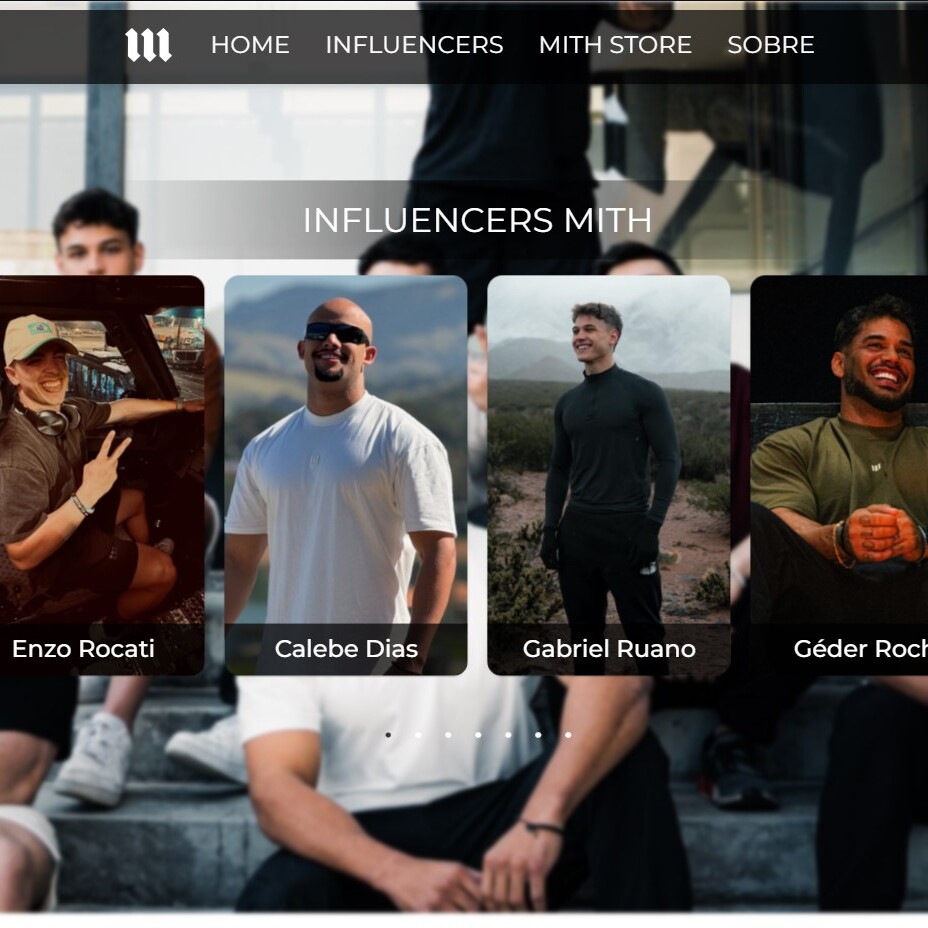 HOME INFLUENCERS MITH STORE SOBRE
INFLUENCERS MITH
Enzo Rocati
Calebe Dias
Gabriel Ruano
Géder Roch